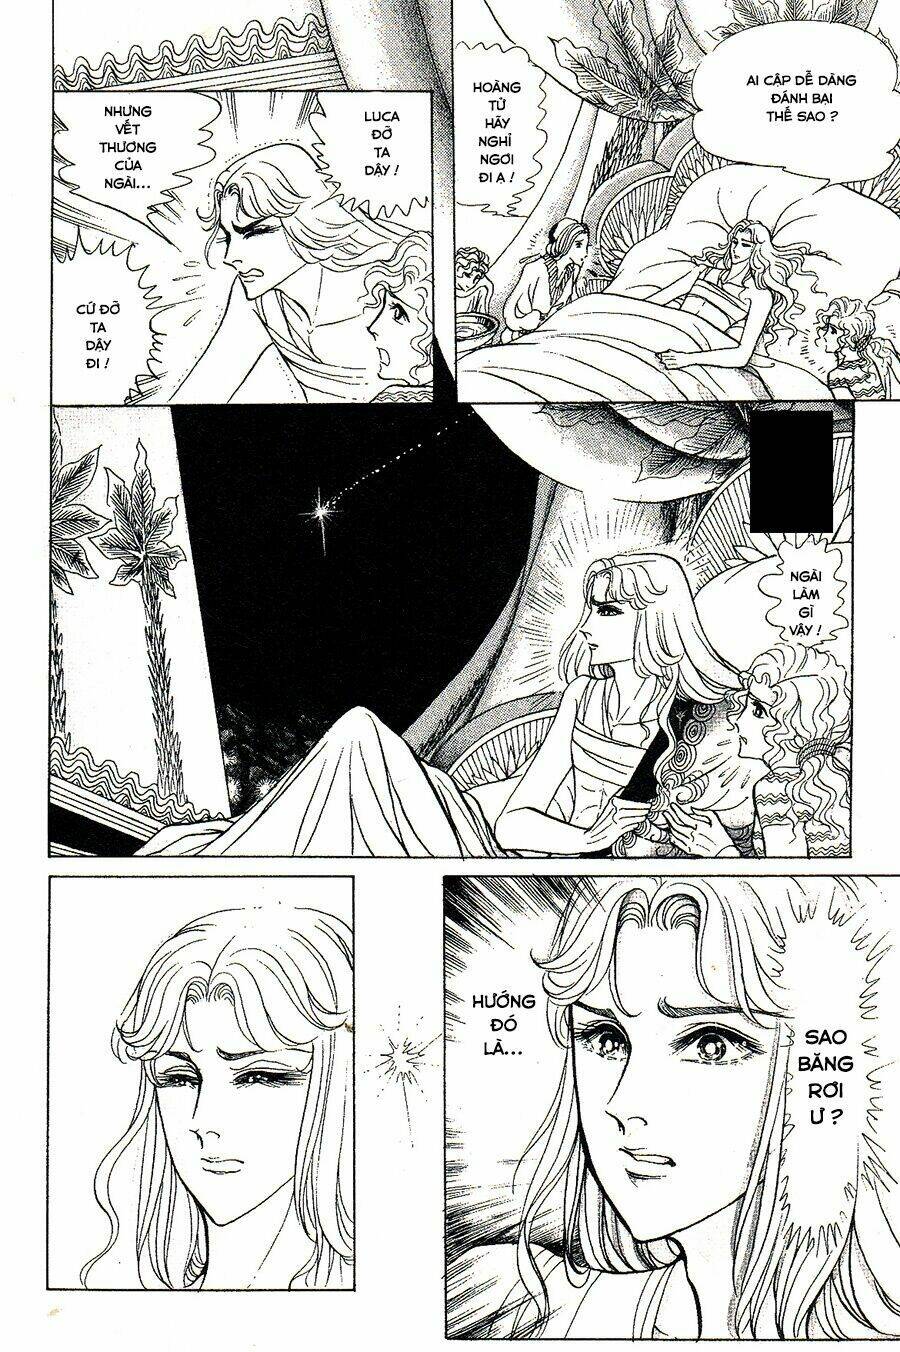 AI CẬP DỄ DÀNG
ĐÁNH BẠI
THẾ SAO ?
HOÀNG
TỬ
HÃY
NGHỈ
NGƠI
ĐI Ạ !
LUCA
ĐỠ
TA
DẬY !
NHƯNG
VẾT
THƯƠNG
CỦA
NGÀI...
CỨ ĐỠ
TA
DẬY
ĐI !
NGÀI
LÀM
GÌ
VẬY !
SAO
BĂNG
RƠI
Ư ?
HƯỚNG
ĐÓ
LÀ...